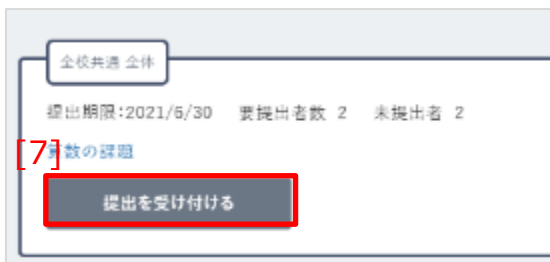 全校共通 全体
提出期限:2021/6/30 要提出者数 2 未提出者 2
[7]
算数の課題
提出を受け付ける